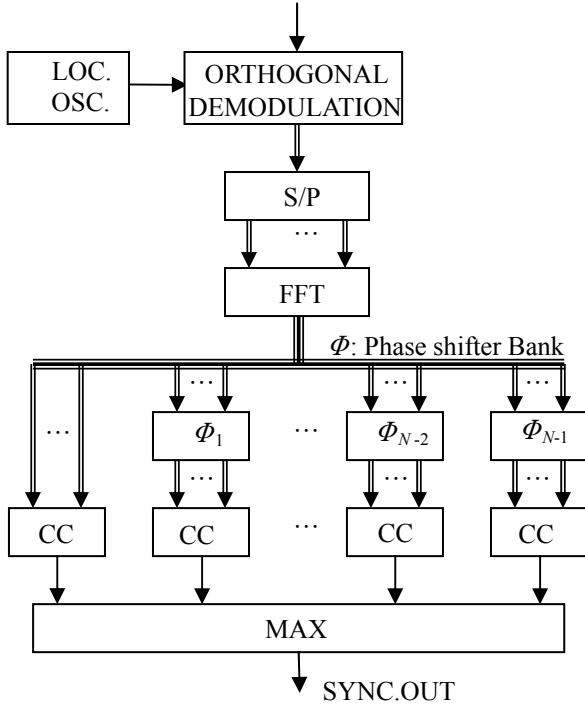 LOC.
OSC.
ORTHOGONAL
DEMODULATION
S/P
…
FFT
Φ: Phase shifter Bank
… … … …
Φ1 … ΦN-2 ΦN-1
… … …
CC CC … CC CC
MAX
SYNC.OUT